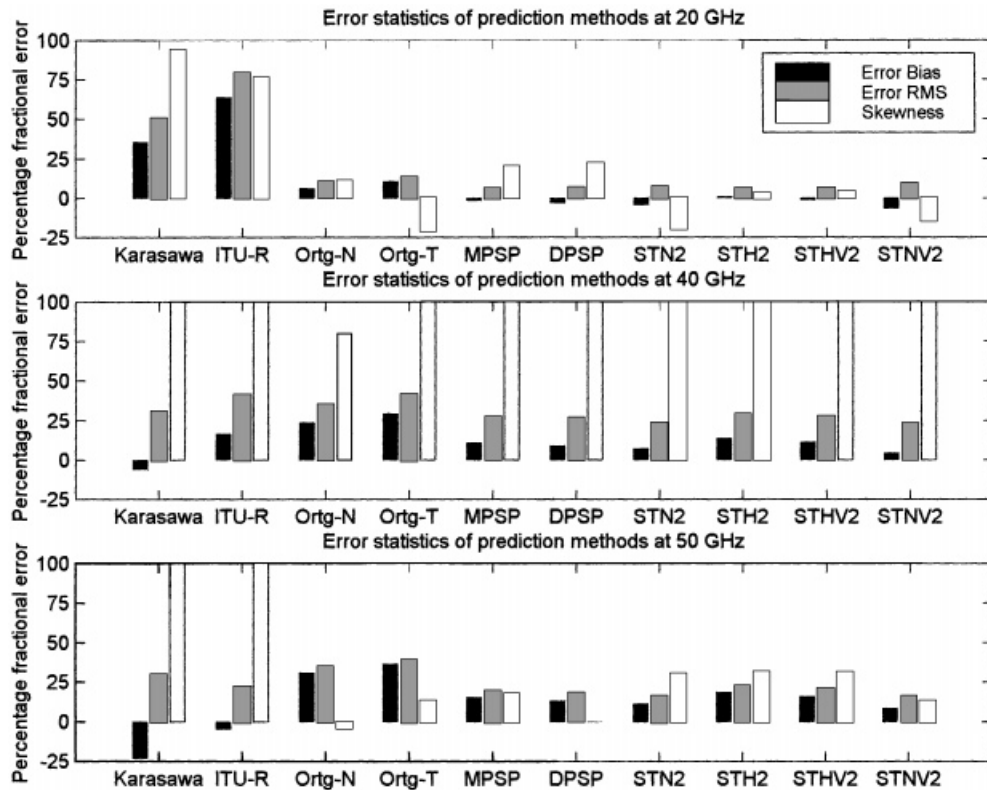 Error statistics of prediction methods at 20 GHz
Percentage fractional error
100
75
50
25
0
-25
Error Bias
Error RMS
Skewness
Karasawa ITU-R Ortg-N Ortg-T MPSP DPSP STN2 STH2 STHV2 STNV2
Error statistics of prediction methods at 40 GHz
Percentage fractional error
100
75
50
25
0
-25
Karasawa ITU-R Ortg-N Ortg-T MPSP DPSP STN2 STH2 STHV2 STNV2
Error statistics of prediction methods at 50 GHz
Percentage fractional error
100
75
50
25
0
-25
Karasawa ITU-R Ortg-N Ortg-T MPSP DPSP STN2 STH2 STHV2 STNV2